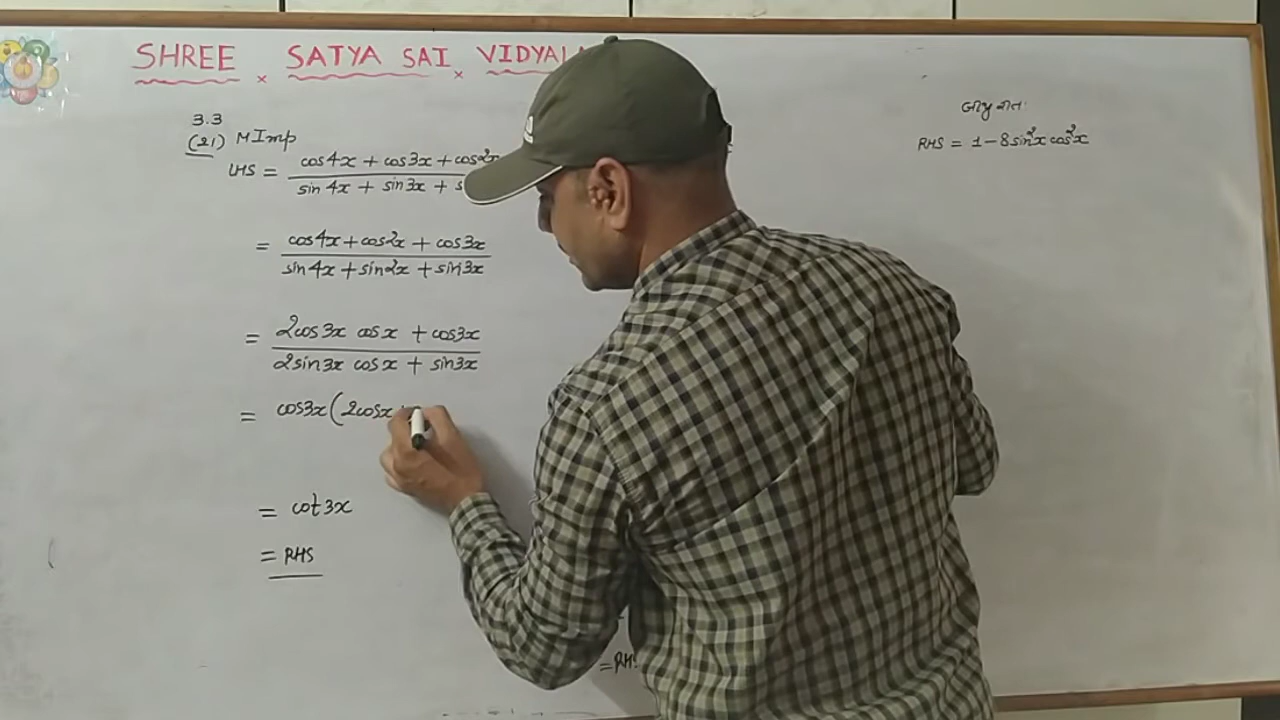 SHREE SATYA SAI VIDYAL
3.3
(21) M Imp
LHS = cos4x + cos3x + cos2x
sin4x + sin3x + s
= cos4x + cos2x + cos3x
sin4x + sin2x + sin3x
= 2cos3x cosx + cos3x
2sin3x cosx + sin3x
= cos3x (2cosx
= cot3x
= RHS
= RHS
RHS = 1 - 8sin²x cos²x